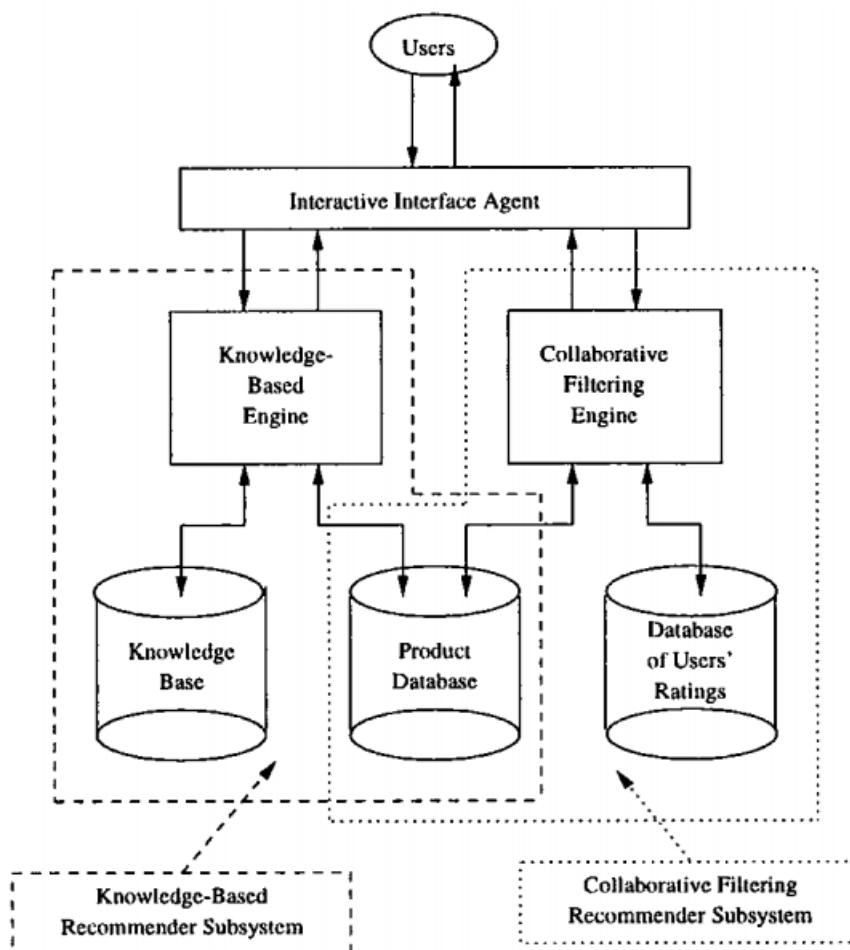 Users
Interactive Interface Agent
Knowledge-
Based
Engine
Collaborative
Filtering
Engine
Knowledge
Base
Product
Database
Database
of Users'
Ratings
Knowledge-Based
Recommender Subsystem
Collaborative Filtering
Recommender Subsystem